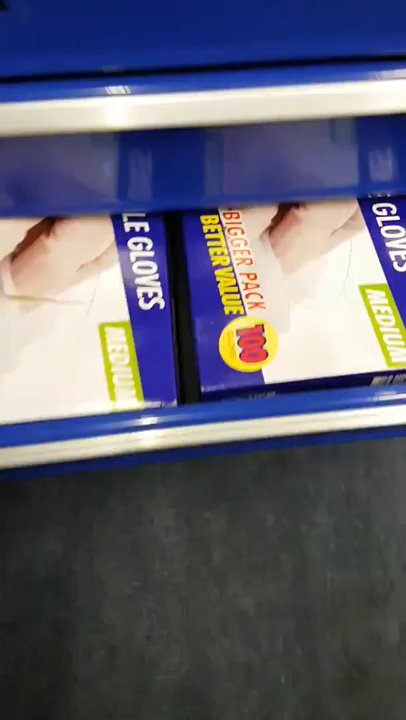 LE GLOVES
MEDIUM
BIGGER PACK
BETTER VALUE
100
GLOVES
MEDIUM